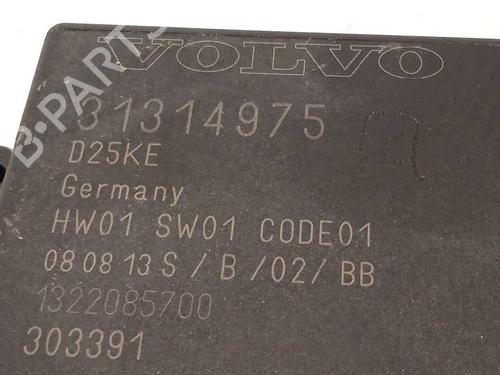 VOLVO
31314975
D25KE
Germany
HW01 SW01 CODE01
08 08 13 S / B / 02 / BB
1322085700
303391
B-PARTS